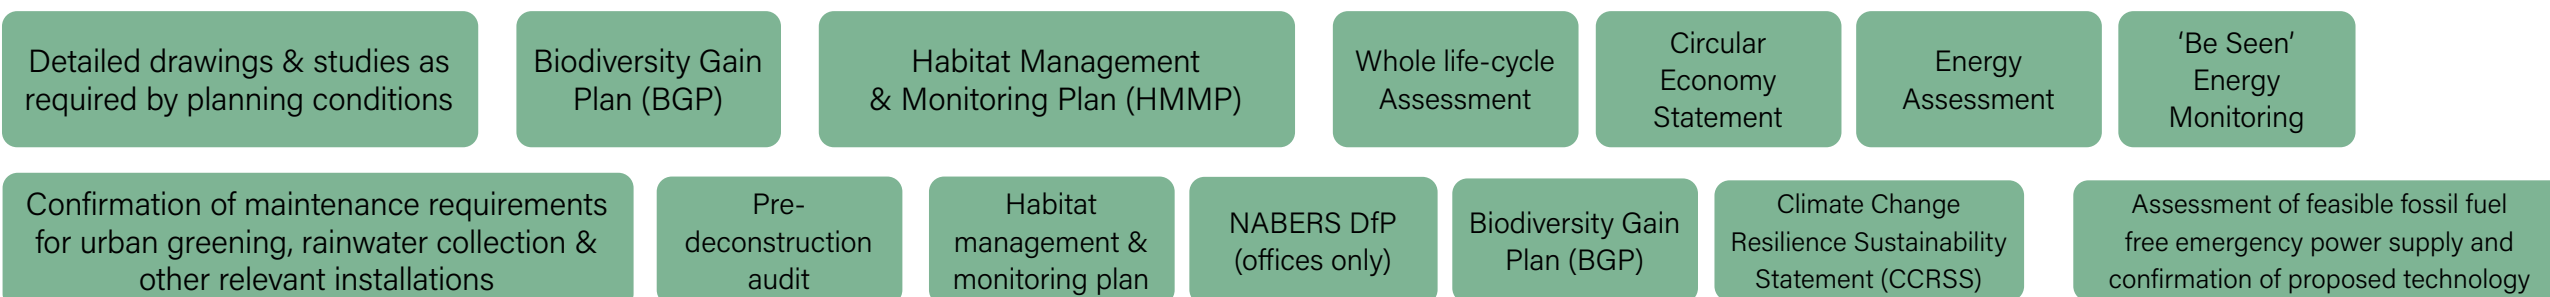 Detailed drawings & studies as
required by planning conditions
Biodiversity Gain
Plan (BGP)
Habitat Management
& Monitoring Plan (HMMP)
Whole life-cycle
Assessment
Circular
Economy
Statement
Energy
Assessment
‘Be Seen’
Energy
Monitoring
Confirmation of maintenance requirements
for urban greening, rainwater collection &
other relevant installations
Pre-
deconstruction
audit
Habitat
management &
monitoring plan
NABERS DfP
(offices only)
Biodiversity Gain
Plan (BGP)
Climate Change
Resilience Sustainability
Statement (CCRSS)
Assessment of feasible fossil fuel
free emergency power supply and
confirmation of proposed technology